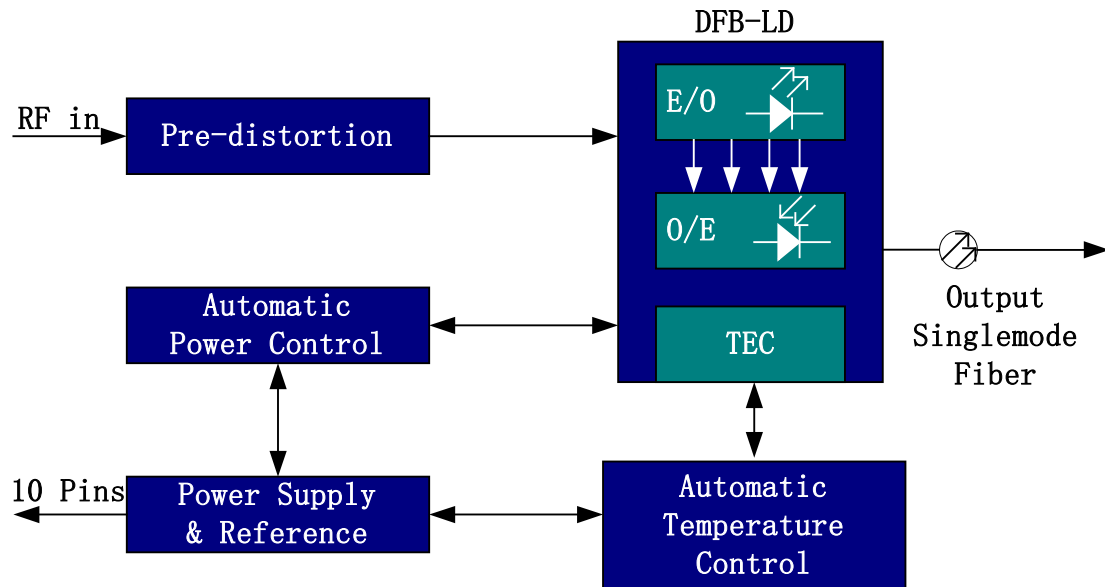 DFB-LD
RF in
Pre-distortion
E/O
O/E
Automatic
Power Control
TEC
Output
Singlemode
Fiber
10 Pins
Power Supply
& Reference
Automatic
Temperature
Control